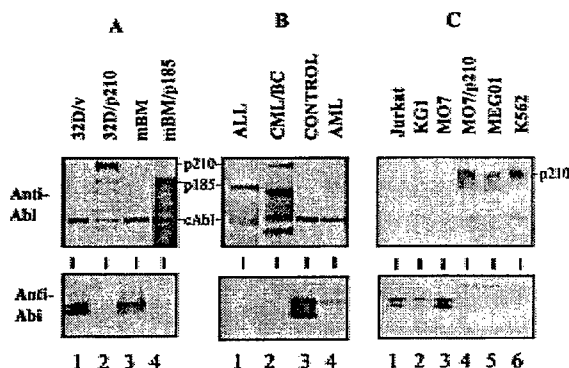 A
B
C
32D/v
32D/p210
mBM
mBM/p185
ALL
CML/BC
CONTROL
AML
Jurkat
KG1
MO7
MO7/p210
MEG01
K562
Anti-
Abl
p210
p185
cAbl
p210
Anti-
Abi
1 2 3 4
1 2 3 4
1 2 3 4 5 6